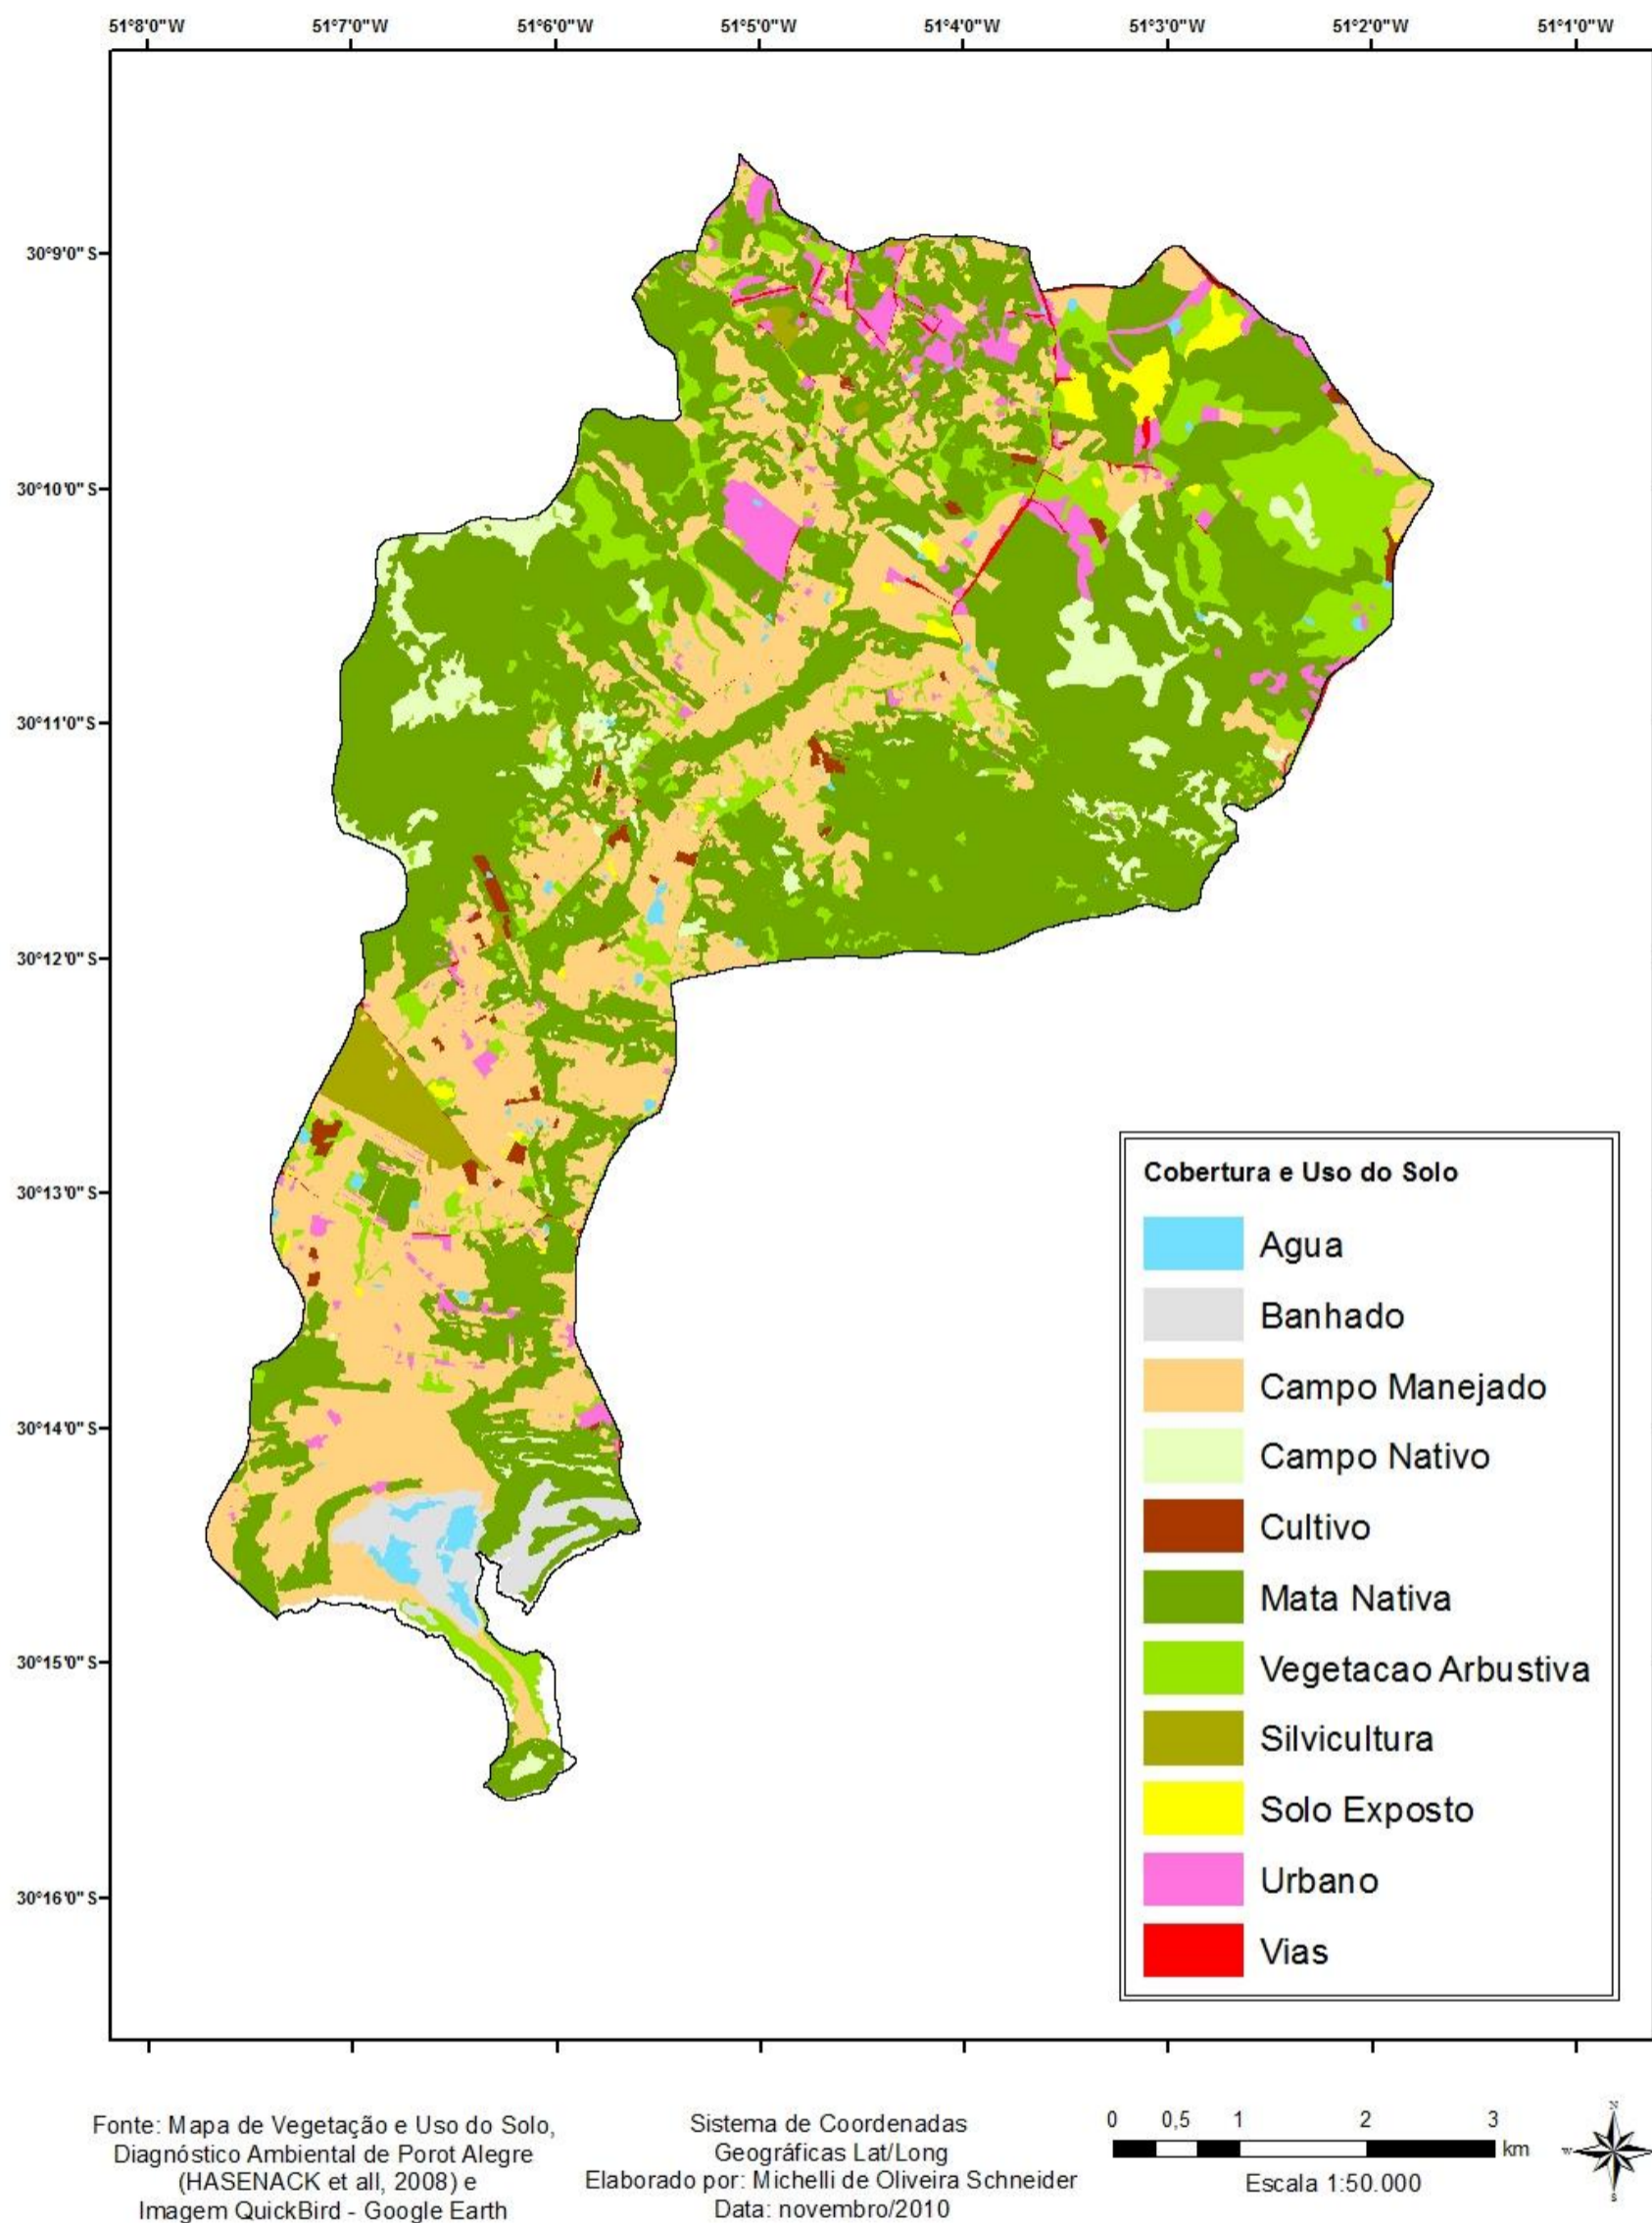 51°8'0"W 51°7'0"W 51°6'0"W 51°5'0"W 51°4'0"W 51°3'0"W 51°2'0"W 51°1'0"W
30°9'0" S
30°10'0" S
30°11'0" S
30°12'0" S
30°13'0" S
30°14'0" S
30°15'0" S
30°16'0" S
Cobertura e Uso do Solo
Agua
Banhado
Campo Manejado
Campo Nativo
Cultivo
Mata Nativa
Vegetacao Arbustiva
Silvicultura
Solo Exposto
Urbano
Vias
Fonte: Mapa de Vegetação e Uso do Solo,
Diagnóstico Ambiental de Porot Alegre
(HASENACK et all, 2008) e
Imagem QuickBird - Google Earth
Sistema de Coordenadas
Geográficas Lat/Long
Elaborado por: Michelli de Oliveira Schneider
Data: novembro/2010
0 0,5 1 2 3
km
Escala 1:50.000
N
W
S